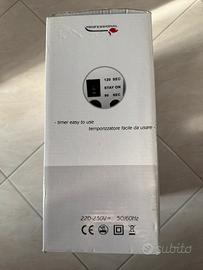 PROFESSIONAL
120 SEC
STAY ON
90 SEC
- timer easy to use -
temporizzatore facile da usare -
220-230V~ 50/60Hz
subito